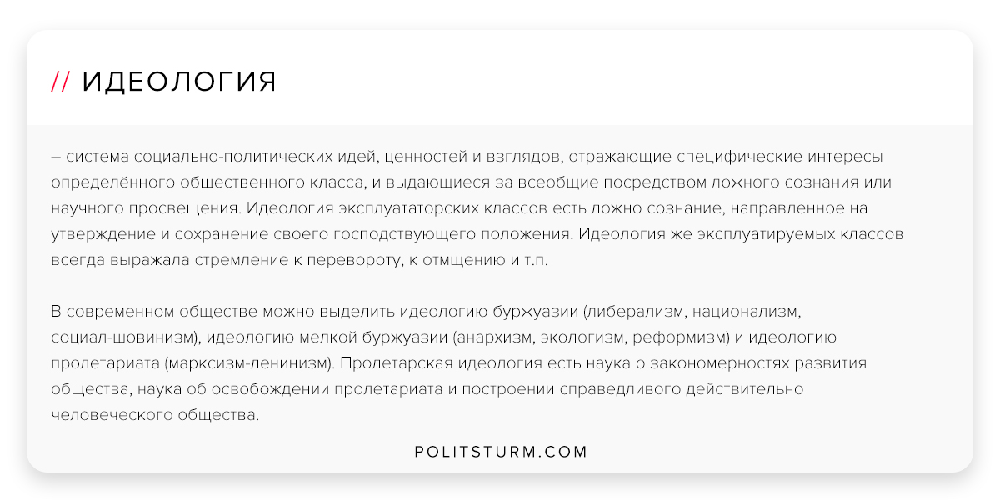 // ИДЕОЛОГИЯ
– система социально-политических идей, ценностей и взглядов, отражающие специфические интересы
определённого общественного класса, и выдающиеся за всеобщие посредством ложного сознания или
научного просвещения. Идеология эксплуататорских классов есть ложно сознание, направленное на
утверждение и сохранение своего господствующего положения. Идеология же эксплуатируемых классов
всегда выражала стремление к перевороту, к отмщению и т.п.
В современном обществе можно выделить идеологию буржуазии (либерализм, национализм,
социал-шовинизм), идеологию мелкой буржуазии (анархизм, экологизм, реформизм) и идеологию
пролетариата (марксизм-ленинизм). Пролетарская идеология есть наука о закономерностях развития
общества, наука об освобождении пролетариата и построении справедливого действительно
человеческого общества.
POLITSTURM.COM